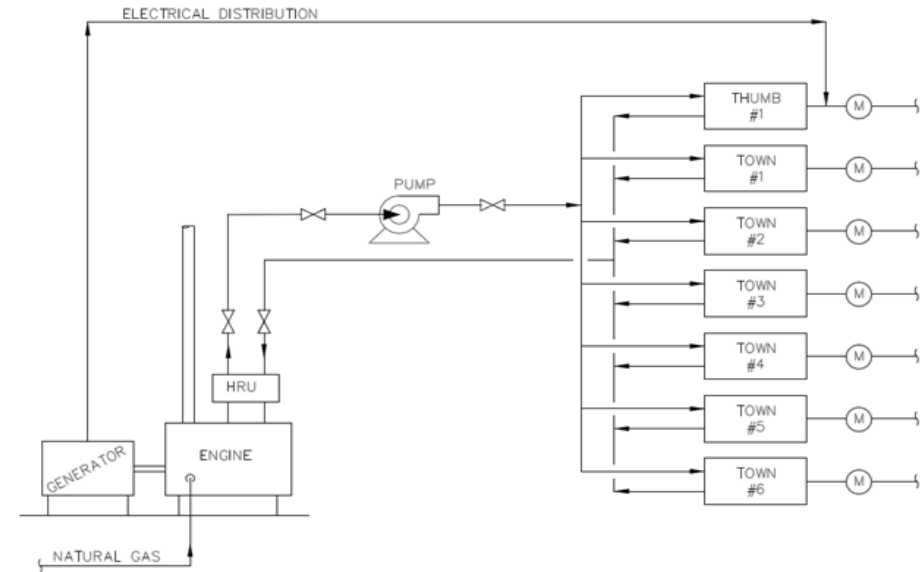 ELECTRICAL DISTRIBUTION
THUMB
#1
M
TOWN
#1
M
PUMP
TOWN
#2
M
TOWN
#3
M
TOWN
#4
M
HRU
TOWN
#5
M
ENGINE
GENERATOR
TOWN
#6
M
NATURAL GAS